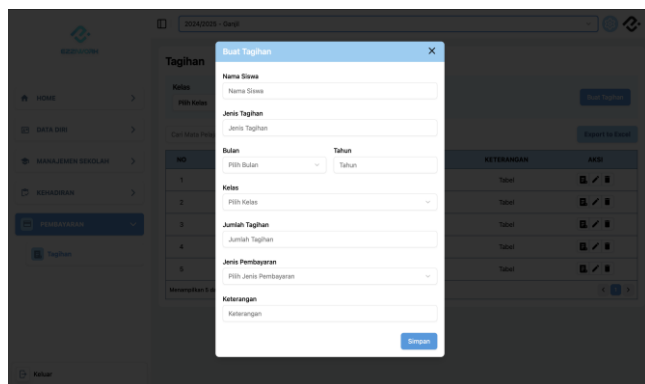 2024/2025 - Ganjil
Tagihan
Kelas
Pilih Kelas
Buat Tagihan
Export to Excel
HOME
DATA DIRI
MANAJEMEN SEKOLAH
KEHADIRAN
PEMBAYARAN
Tagihan
Keluar
NO
KETERANGAN
AKSI
1
Tabel
2
Tabel
3
Tabel
4
Tabel
5
Tabel
1
Buat Tagihan
Nama Siswa
Nama Siswa
Jenis Tagihan
Jenis Tagihan
Bulan Tahun
Pilih Bulan Tahun
Kelas
Pilih Kelas
Jumlah Tagihan
Jumlah Tagihan
Jenis Pembayaran
Pilih Jenis Pembayaran
Keterangan
Keterangan
Simpan